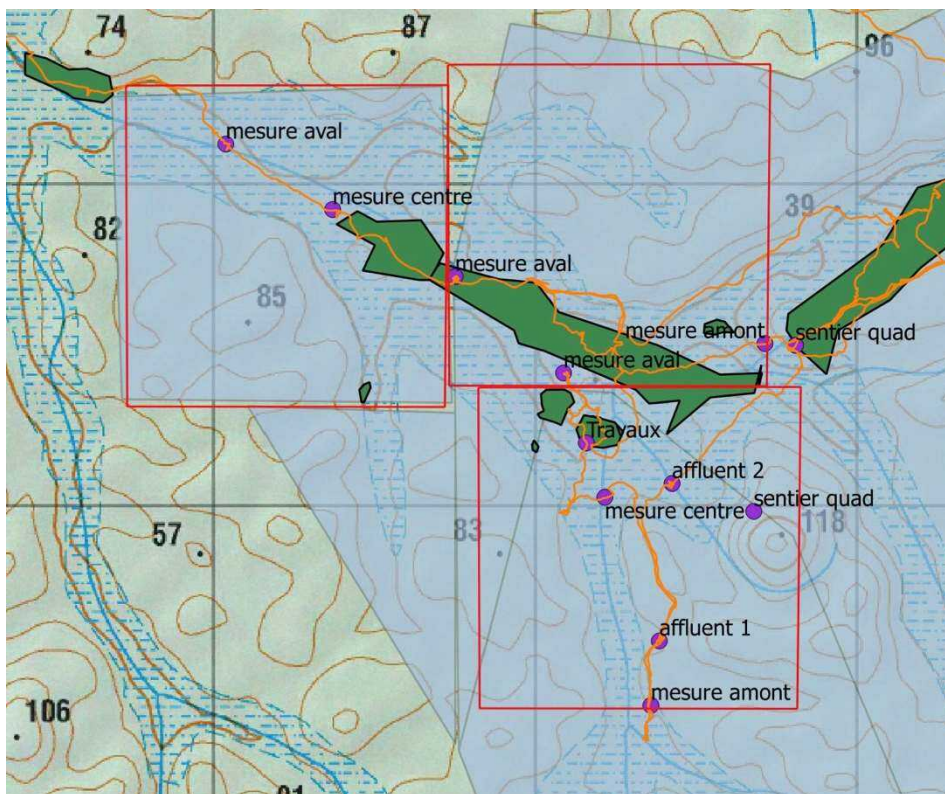 74
87
96
mesure aval
mesure centre
39
82
mesure aval
85
mesure amont
sentier quad
mesure aval
Travaux
affluent 2
mesure centre
sentier quad
57
83
118
affluent 1
mesure amont
106